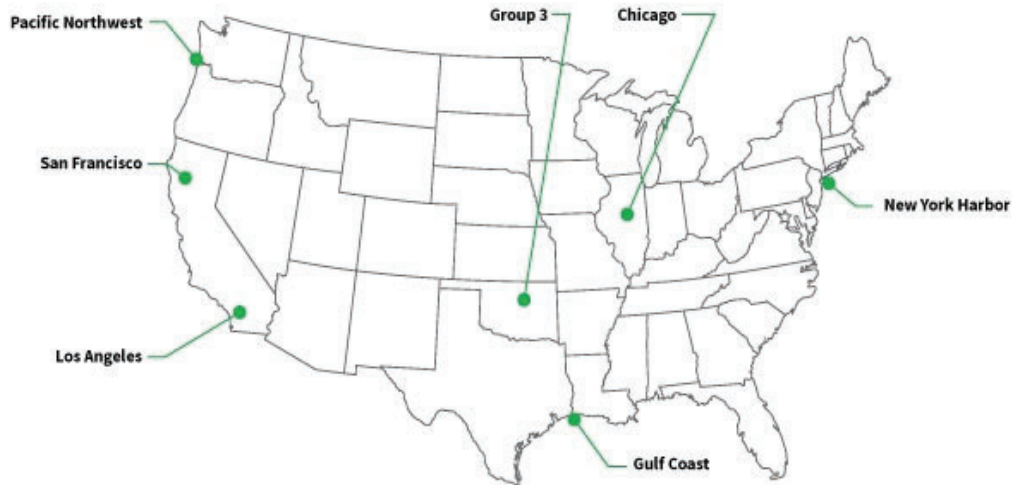 Pacific Northwest
Group 3
Chicago
San Francisco
New York Harbor
Los Angeles
Gulf Coast